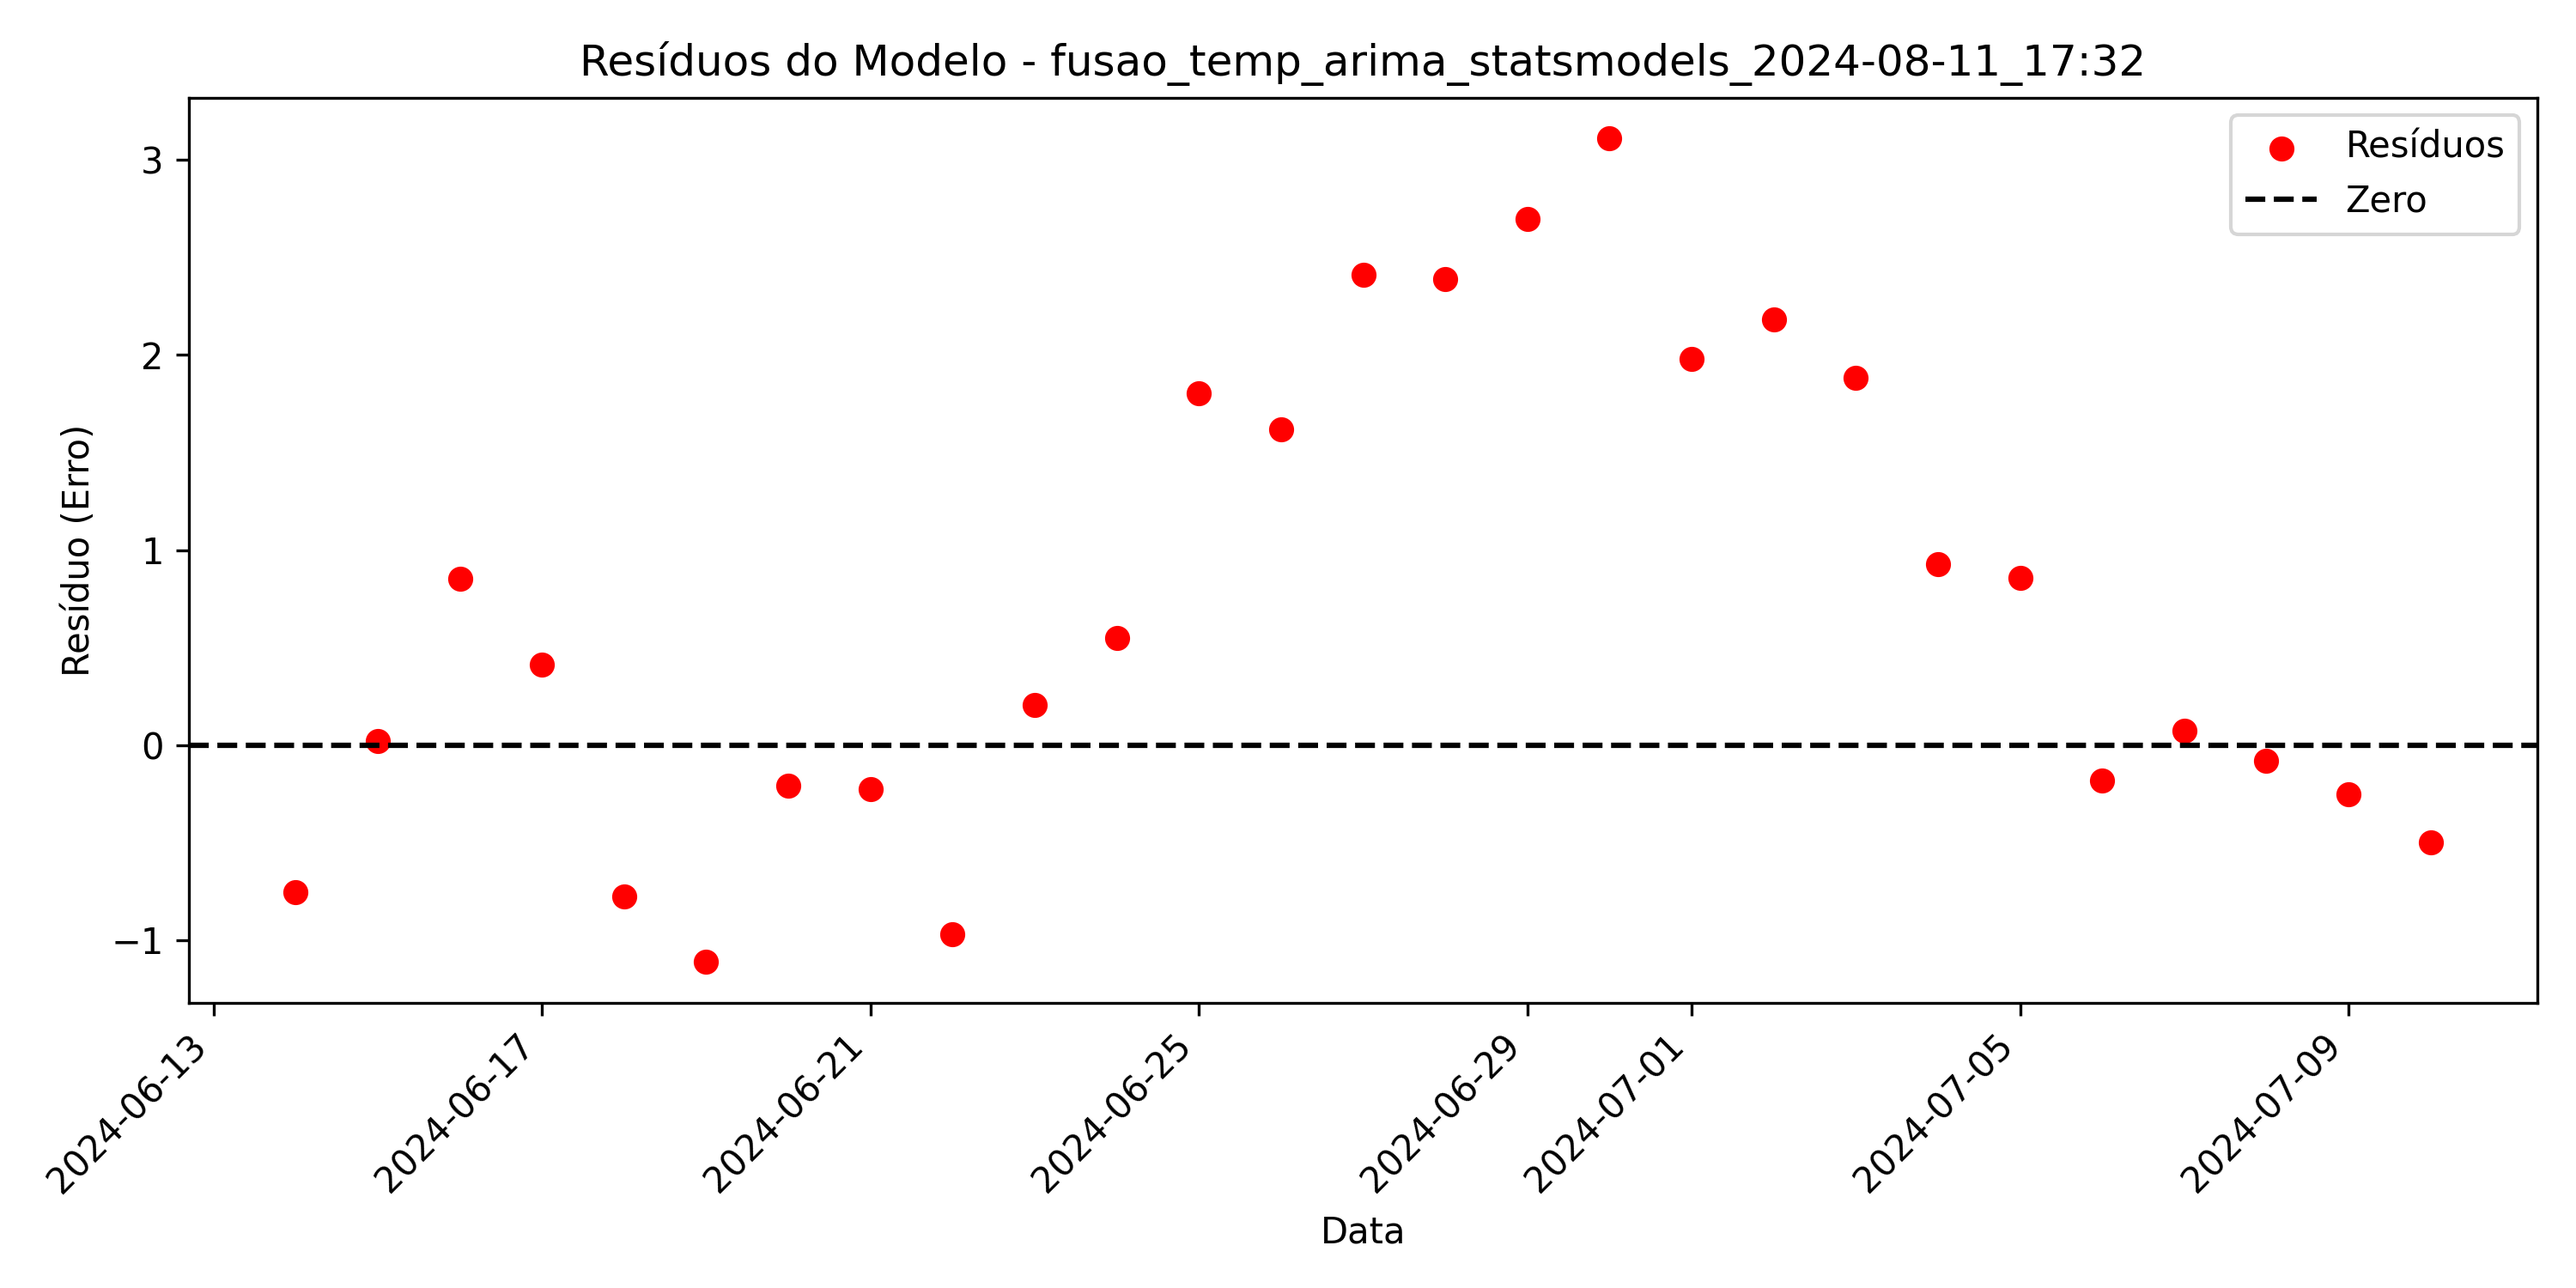 Resíduos do Modelo - fusao_temp_arima_statsmodels_2024-08-11_17:32
Resíduos
Zero
Resíduo (Erro)
3
2
1
0
−1
2024-06-13
2024-06-17
2024-06-21
2024-06-25
2024-06-29
2024-07-01
2024-07-05
2024-07-09
Data